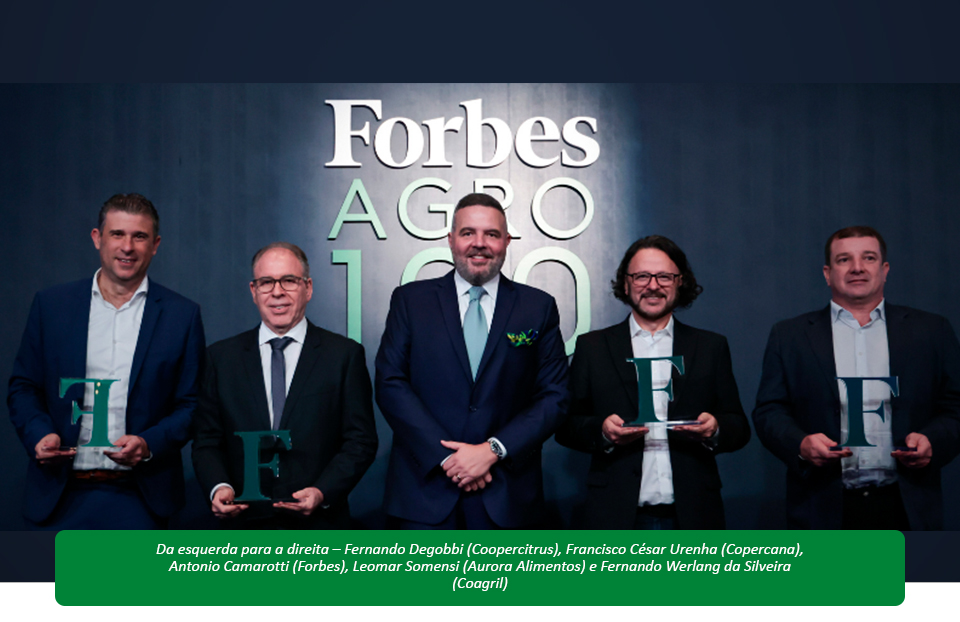 Forbes
AGRO
100
F
F
F
F
Da esquerda para a direita – Fernando Degobbi (Coopercitrus), Francisco César Urenha (Copercana),
Antonio Camarotti (Forbes), Leomar Somensi (Aurora Alimentos) e Fernando Werlang da Silveira
(Coagril)